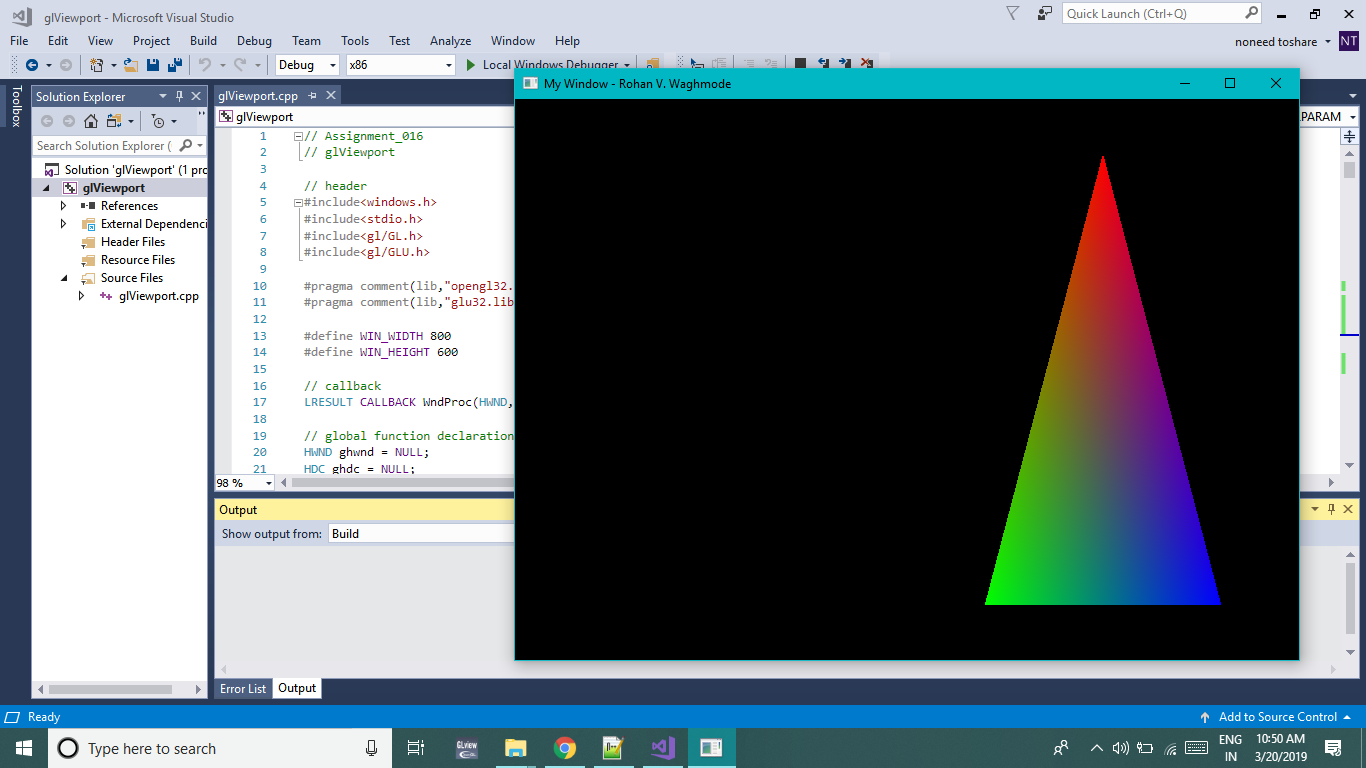 glViewport - Microsoft Visual Studio
Quick Launch (Ctrl+Q)
File Edit View Project Build Debug Team Tools Test Analyze Window Help
noneed toshare NT
Debug x86 Local Windows Debugger
Toolbox
Solution Explorer
Search Solution Explorer (
Solution 'glViewport' (1 pro
glViewport
References
External Dependenci
Header Files
Resource Files
Source Files
glViewport.cpp
glViewport.cpp
glViewport
PARAM
1 // Assignment_016
2 // glViewport
3
4 // header
5 #include<windows.h>
6 #include<stdio.h>
7 #include<gl/GL.h>
8 #include<gl/GLU.h>
9
10 #pragma comment(lib,"opengl32.
11 #pragma comment(lib,"glu32.lib
12
13 #define WIN_WIDTH 800
14 #define WIN_HEIGHT 600
15
16 // callback
17 LRESULT CALLBACK WndProc(HWND,
18
19 // global function declaration
20 HWND ghwnd = NULL;
21 HDC ghdc = NULL;
98 %
My Window - Rohan V. Waghmode
Output
Show output from: Build
Error List Output
Ready
Add to Source Control
Type here to search
GLview
ENG
IN
10:50 AM
3/20/2019